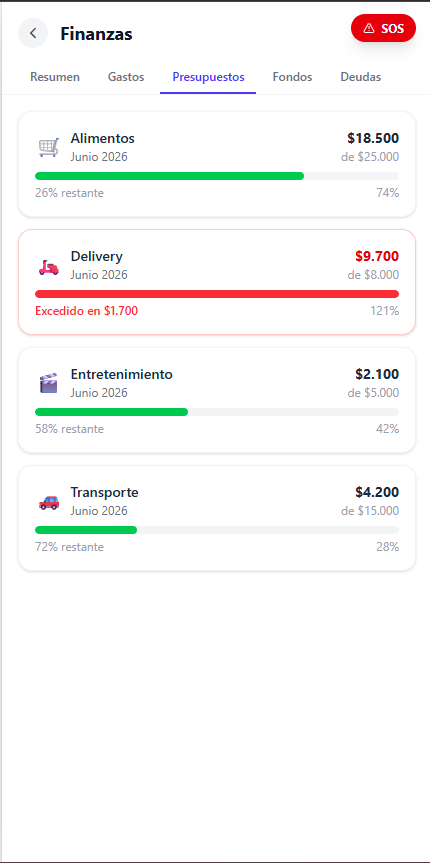 Finanzas
SOS
Resumen Gastos Presupuestos Fondos Deudas
Alimentos $18.500
Junio 2026 de $25.000
26% restante 74%
Delivery $9.700
Junio 2026 de $8.000
Excedido en $1.700 121%
Entretenimiento $2.100
Junio 2026 de $5.000
58% restante 42%
Transporte $4.200
Junio 2026 de $15.000
72% restante 28%